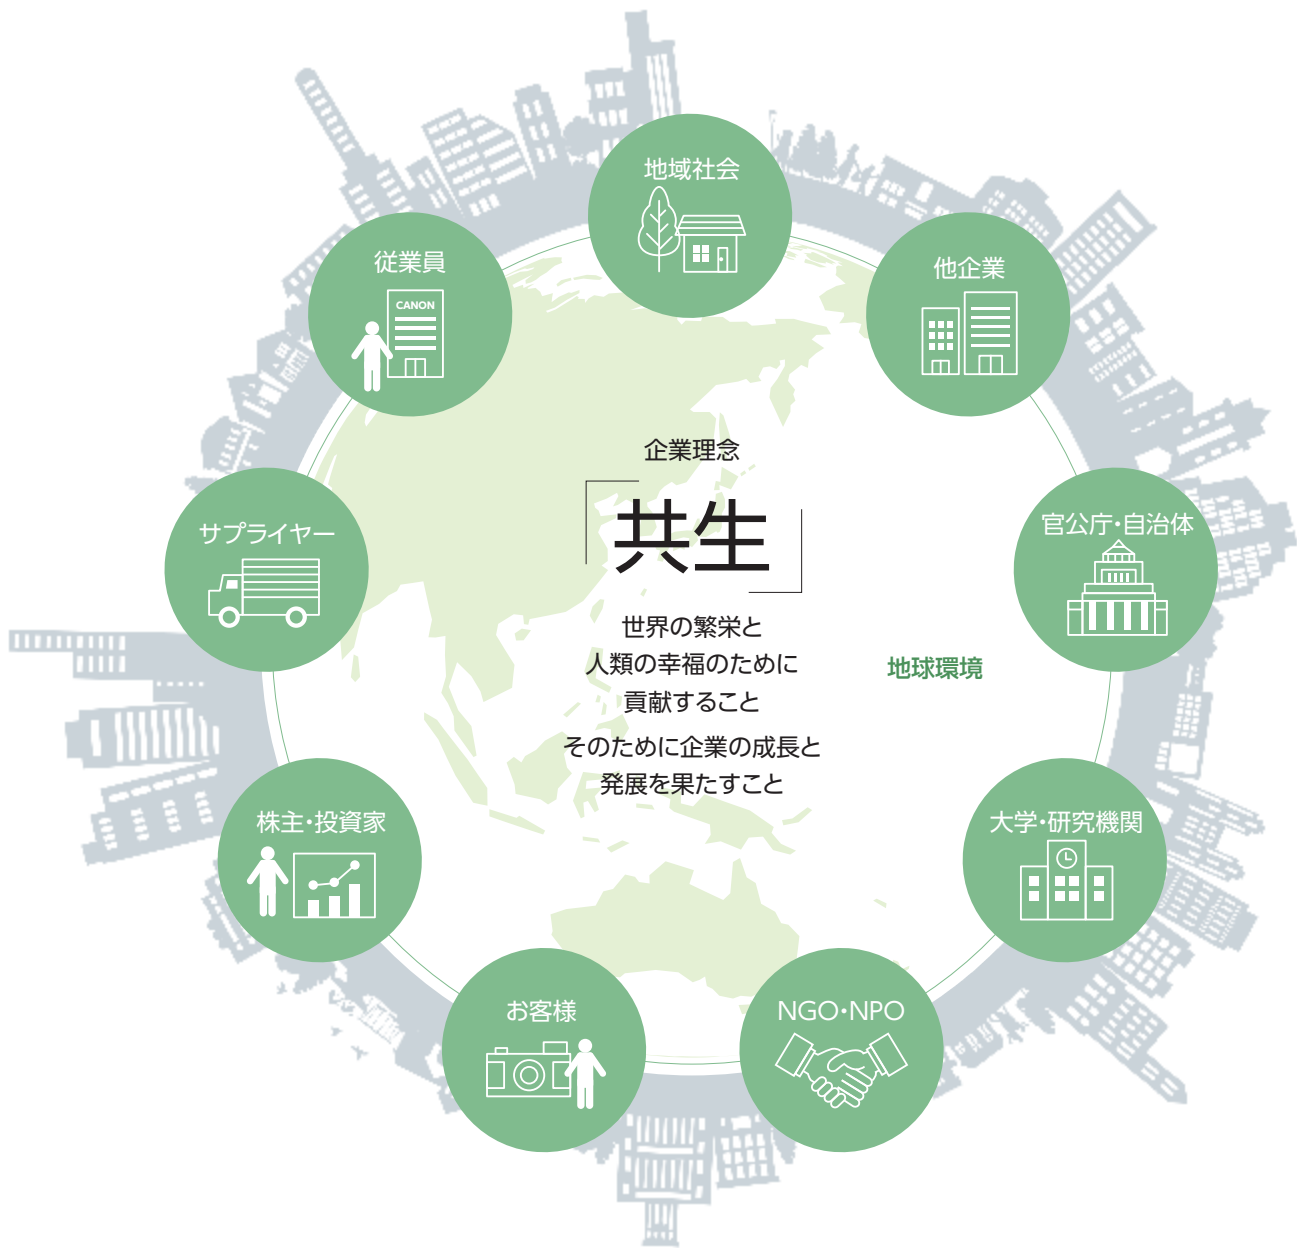 地域社会
従業員
CANON
他企業
企業理念
「共生」
サプライヤー
官公庁・自治体
世界の繁栄と
人類の幸福のために
貢献すること
そのために企業の成長と
発展を果たすこと
地球環境
株主・投資家
大学・研究機関
お客様
NGO・NPO